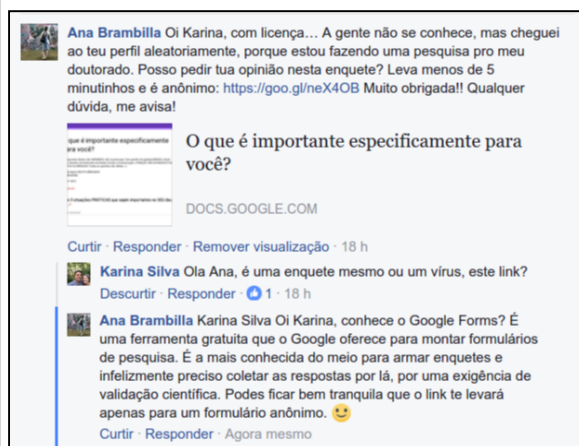 Ana Brambilla Oi Karina, com licença… A gente não se conhece, mas cheguei
ao teu perfil aleatoriamente, porque estou fazendo uma pesquisa pro meu
doutorado. Posso pedir tua opinião nesta enquete? Leva menos de 5
minutinhos e é anônimo: https://goo.gl/neX4OB Muito obrigada!! Qualquer
dúvida, me avisa!
que é importante especificamente
ra você?
O que é importante especificamente para
você?
DOCS.GOOGLE.COM
Curtir · Responder · Remover visualização · 18 h
Karina Silva Ola Ana, é uma enquete mesmo ou um vírus, este link?
Descurtir · Responder · 1 · 18 h
Ana Brambilla Karina Silva Oi Karina, conhece o Google Forms? É
uma ferramenta gratuita que o Google oferece para montar formulários
de pesquisa. É a mais conhecida do meio para armar enquetes e
infelizmente preciso coletar as respostas por lá, por uma exigência de
validação científica. Podes ficar bem tranquila que o link te levará
apenas para um formulário anônimo.
Curtir · Responder · Agora mesmo